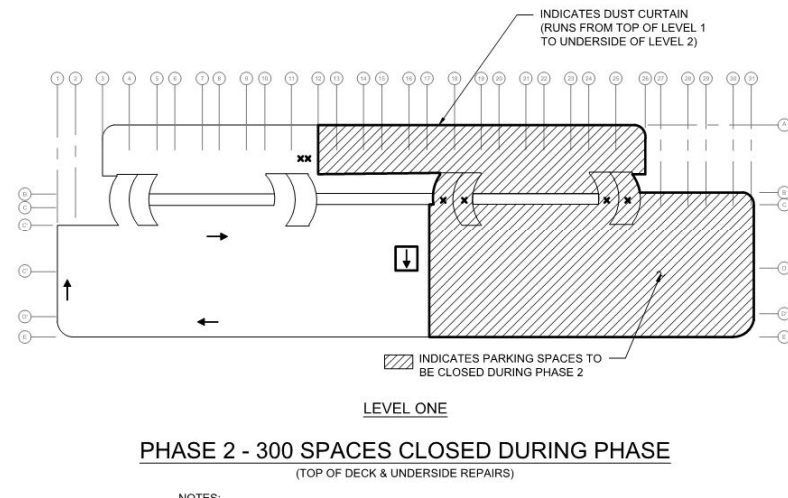 INDICATES DUST CURTAIN
(RUNS FROM TOP OF LEVEL 1
TO UNDERSIDE OF LEVEL 2)
1 2 3 4 5 6 7 8 9 10 11 12 13 14 15 16 17 18 19 20 21 22 23 24 25 26 27 28 29 30 31
A
B B
C C
C'
C' D
D' D'
E E
INDICATES PARKING SPACES TO
BE CLOSED DURING PHASE 2
LEVEL ONE
PHASE 2 - 300 SPACES CLOSED DURING PHASE
(TOP OF DECK & UNDERSIDE REPAIRS)
NOTES: